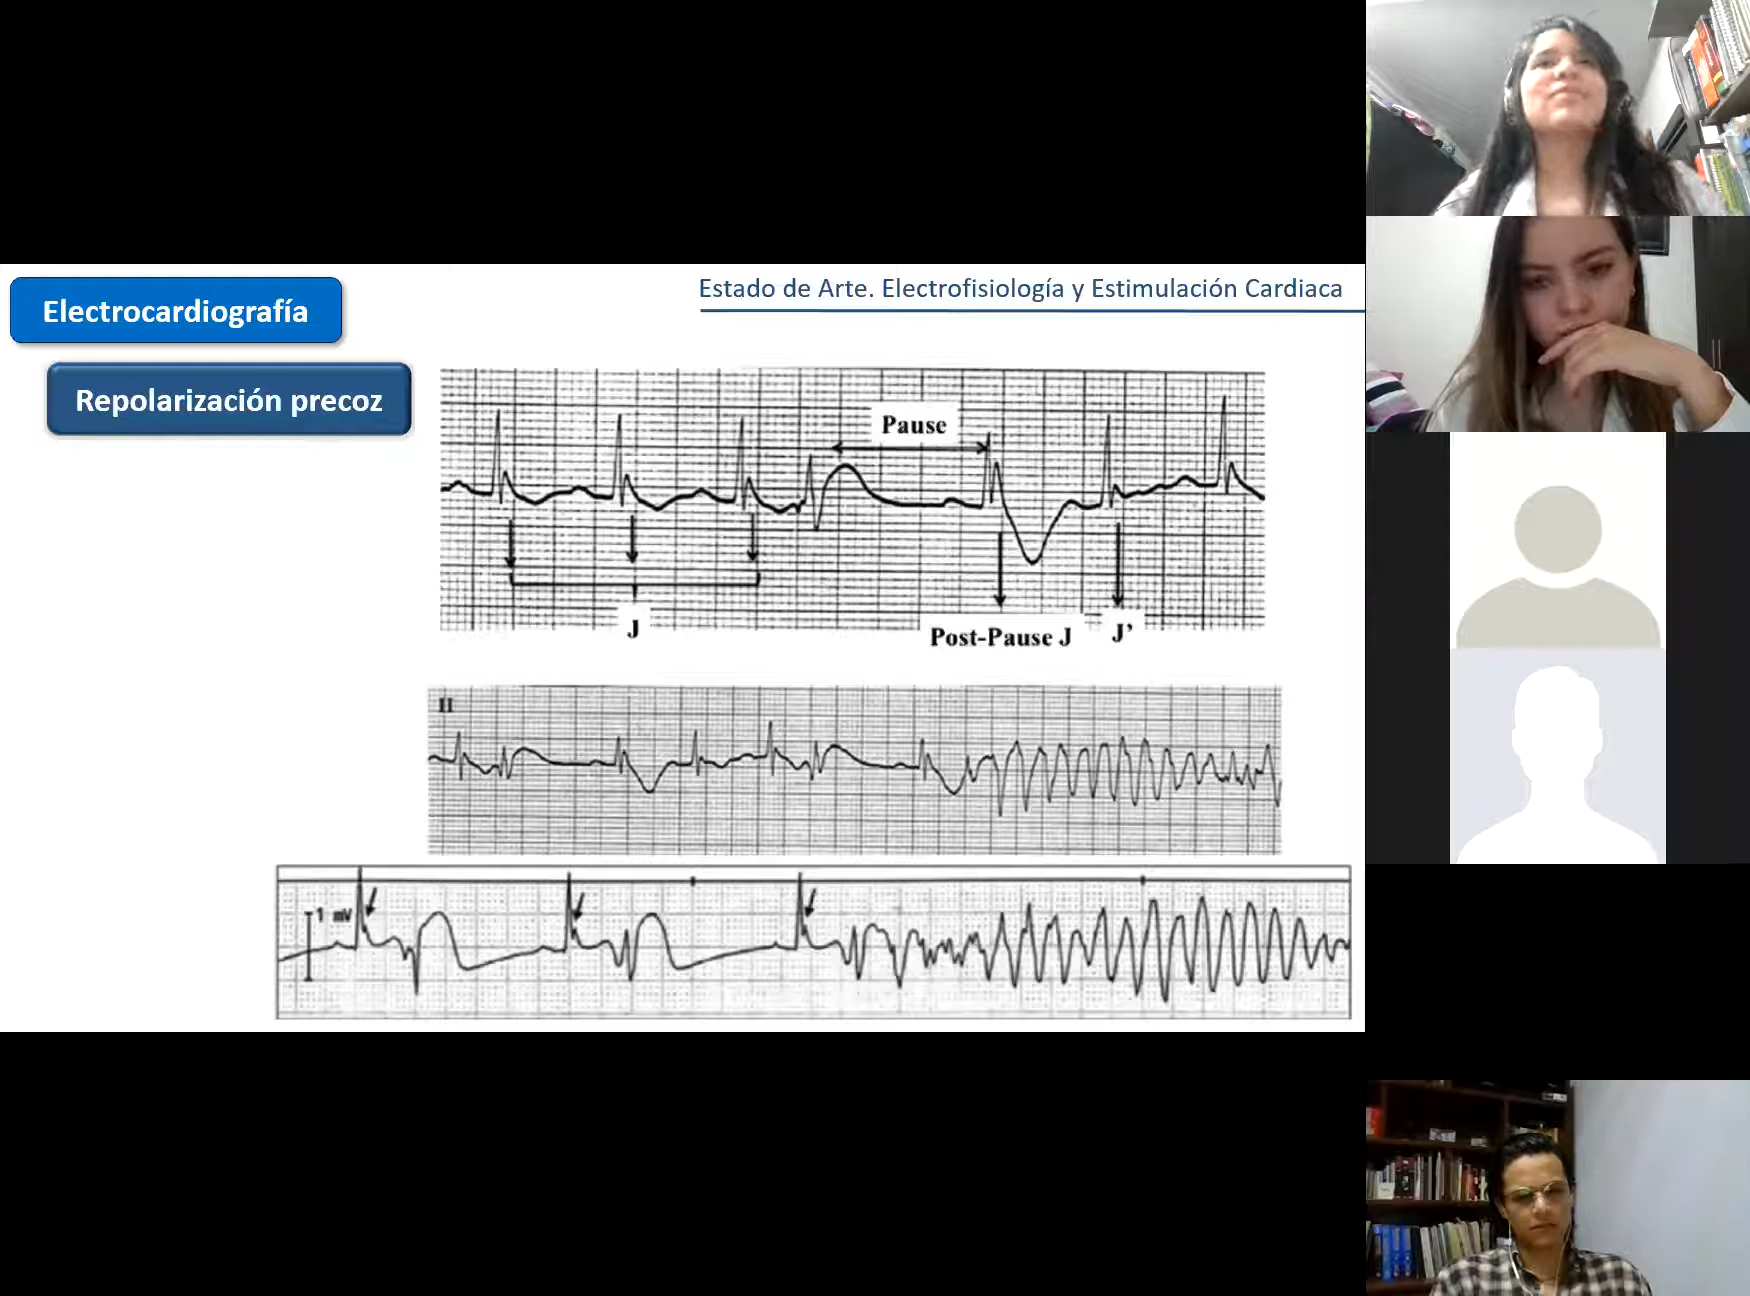 Electrocardiografía
Estado de Arte. Electrofisiología y Estimulación Cardiaca
Repolarización precoz
Pause
J
Post-Pause J
J’
II
1 mV